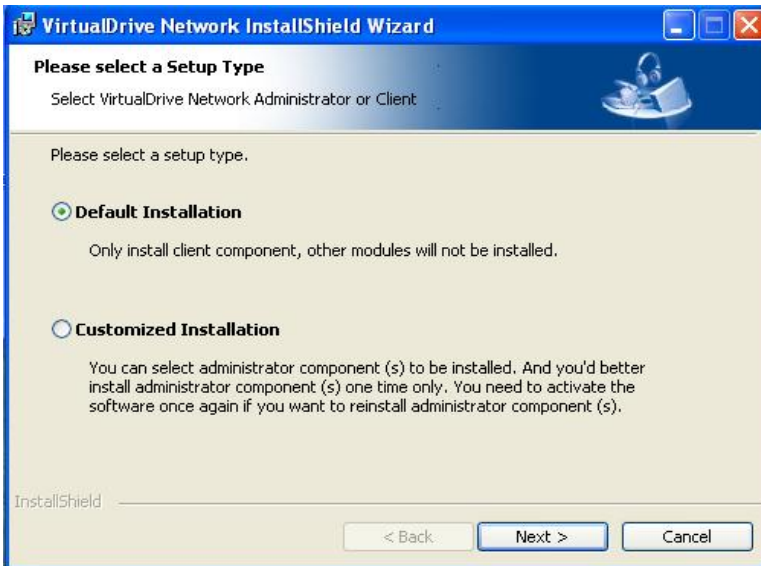 VirtualDrive Network InstallShield Wizard
Please select a Setup Type
Select VirtualDrive Network Administrator or Client
Please select a setup type.
Default Installation
Only install client component, other modules will not be installed.
Customized Installation
You can select administrator component (s) to be installed. And you'd better
install administrator component (s) one time only. You need to activate the
software once again if you want to reinstall administrator component (s).
InstallShield
< Back
Next >
Cancel